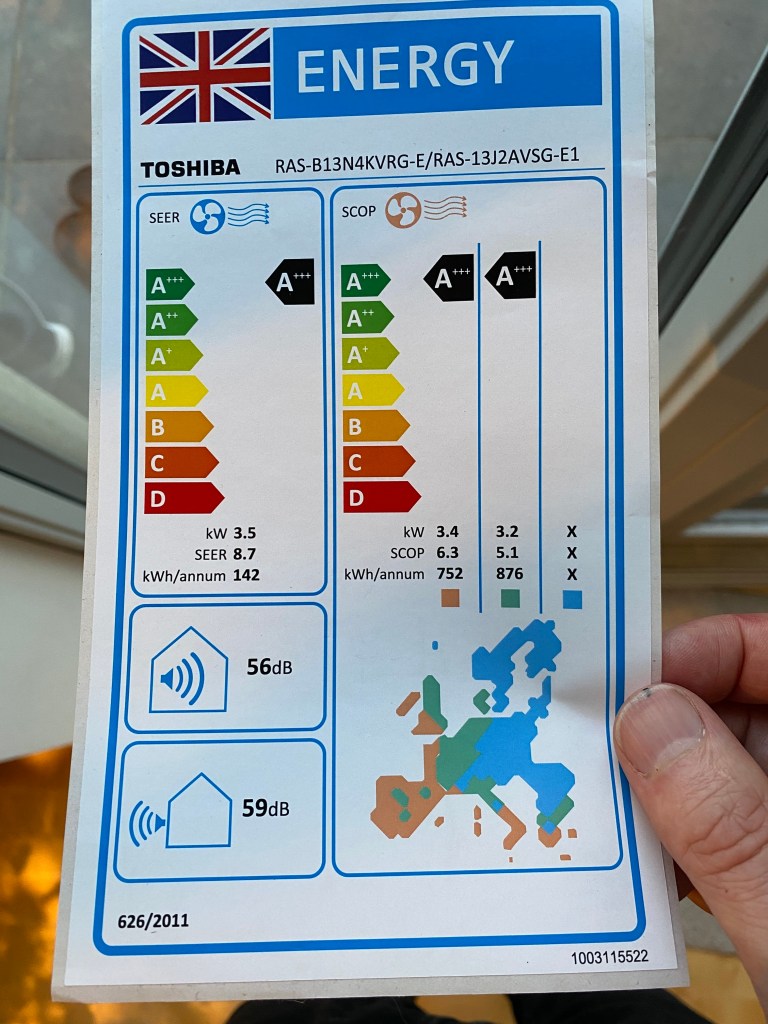 ENERGY
TOSHIBA RAS-B13N4KVRG-E/RAS-13J2AVSG-E1
SEER
A+++
A+++
A++
A+
A
B
C
D
kW 3.5
SEER 8.7
kWh/annum 142
SCOP
A+++
A+++
A+++
A++
A+
A
B
C
D
kW 3.4 3.2 X
SCOP 6.3 5.1 X
kWh/annum 752 876 X
56dB
59dB
626/2011
1003115522